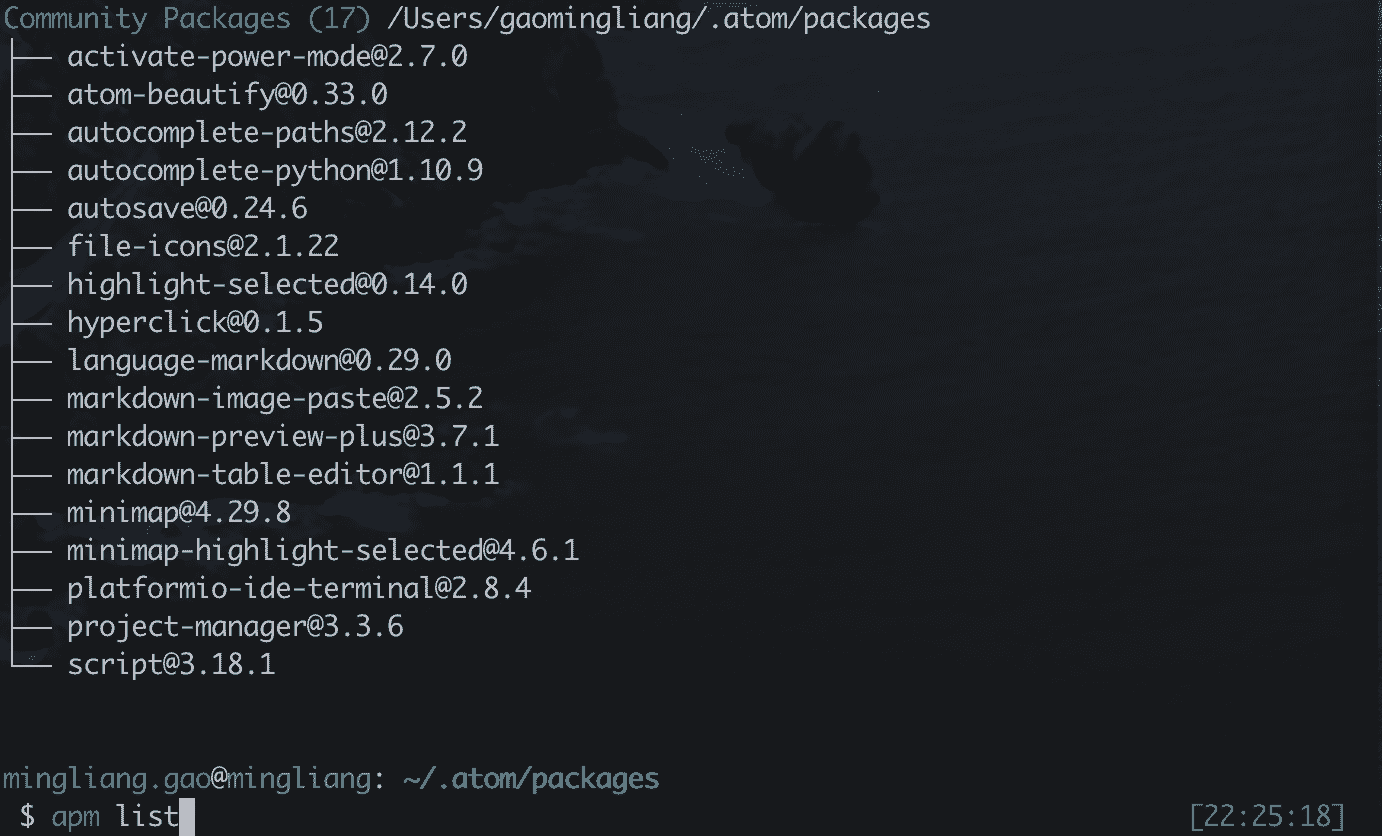 Community Packages (17) /Users/gaomingliang/.atom/packages
├── activate-power-mode@2.7.0
├── atom-beautify@0.33.0
├── autocomplete-paths@2.12.2
├── autocomplete-python@1.10.9
├── autosave@0.24.6
├── file-icons@2.1.22
├── highlight-selected@0.14.0
├── hyperclick@0.1.5
├── language-markdown@0.29.0
├── markdown-image-paste@2.5.2
├── markdown-preview-plus@3.7.1
├── markdown-table-editor@1.1.1
├── minimap@4.29.8
├── minimap-highlight-selected@4.6.1
├── platformio-ide-terminal@2.8.4
├── project-manager@3.3.6
└── script@3.18.1
mingliang.gao@mingliang: ~/.atom/packages
$ apm list [22:25:18]